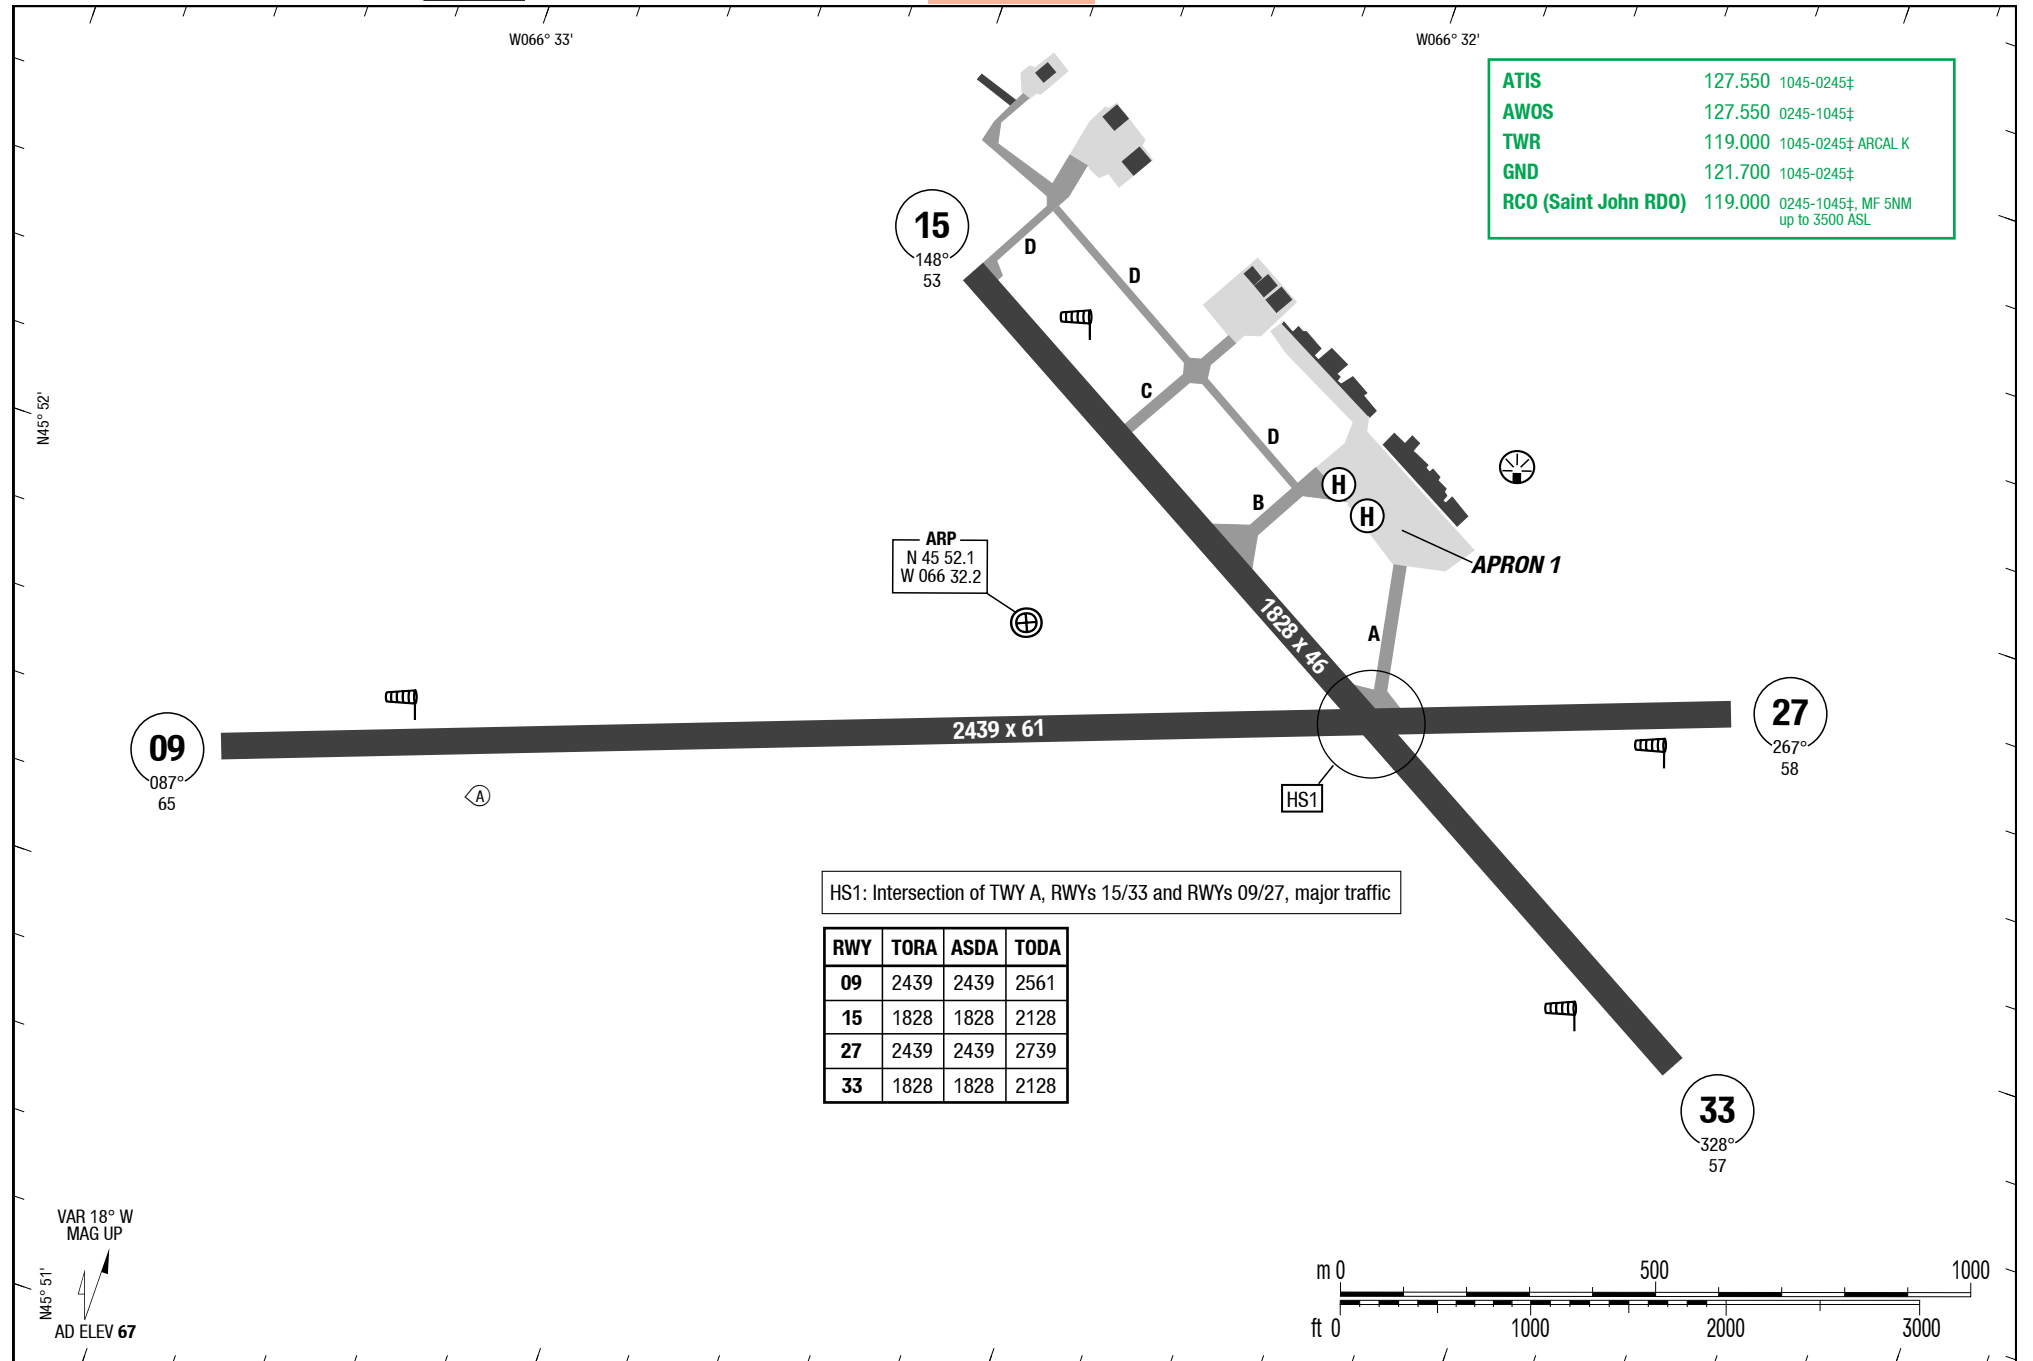 W066° 33'
W066° 32'
ATIS 127.550 1045-0245‡
AWOS 127.550 0245-1045‡
TWR 119.000 1045-0245‡ ARCAL K
GND 121.700 1045-0245‡
RCO (Saint John RDO) 119.000 0245-1045‡, MF 5NM
up to 3500 ASL
15
148°
53
D
D
C
D
B
H
H
APRON 1
A
N45° 52'
ARP
N 45 52.1
W 066 32.2
1828 x 46
2439 x 61
09
087°
65
A
27
267°
58
HS1
HS1: Intersection of TWY A, RWYs 15/33 and RWYs 09/27, major traffic
RWY TORA ASDA TODA
09 2439 2439 2561
15 1828 1828 2128
27 2439 2439 2739
33 1828 1828 2128
33
328°
57
VAR 18° W
MAG UP
N45° 51'
AD ELEV 67
m 0 500 1000
ft 0 1000 2000 3000